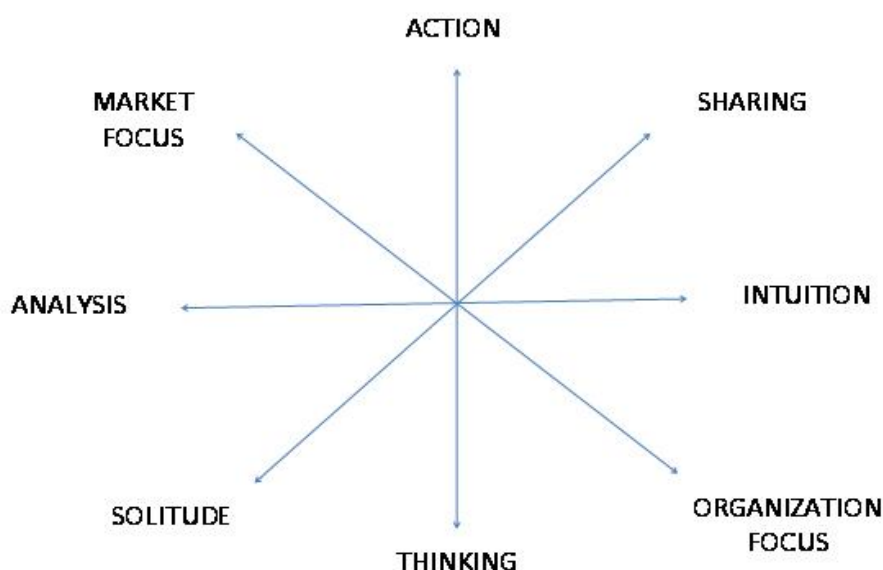 ACTION
MARKET
FOCUS
SHARING
ANALYSIS
INTUITION
SOLITUDE
ORGANIZATION
FOCUS
THINKING